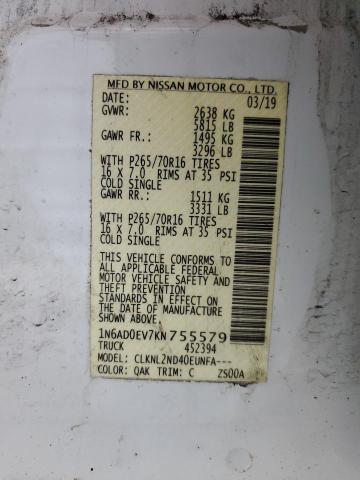 MFD BY NISSAN MOTOR CO., LTD.
DATE: 03/19
GVWR: 2638 KG
5815 LB
GAWR FR.: 1495 KG
3296 LB
WITH P265/70R16 TIRES
16 X 7.0 RIMS AT 35 PSI
COLD SINGLE
GAWR RR.: 1511 KG
3331 LB
WITH P265/70R16 TIRES
16 X 7.0 RIMS AT 35 PSI
COLD SINGLE
THIS VEHICLE CONFORMS TO
ALL APPLICABLE FEDERAL
MOTOR VEHICLE SAFETY AND
THEFT PREVENTION
STANDARDS IN EFFECT ON
THE DATE OF MANUFACTURE
SHOWN ABOVE.
1N6AD0EV7KN755579
TRUCK 452394
MODEL: CLKNL2ND40EUNFA---
COLOR: QAK TRIM: C ZS00A